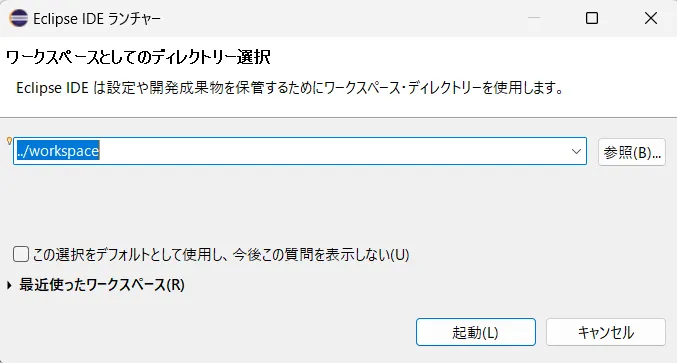 Eclipse IDE ランチャー
ワークスペースとしてのディレクトリー選択
Eclipse IDE は設定や開発成果物を保管するためにワークスペース・ディレクトリーを使用します。
../workspace
参照(B)...
この選択をデフォルトとして使用し、今後この質問を表示しない(U)
最近使ったワークスペース(R)
起動(L)
キャンセル